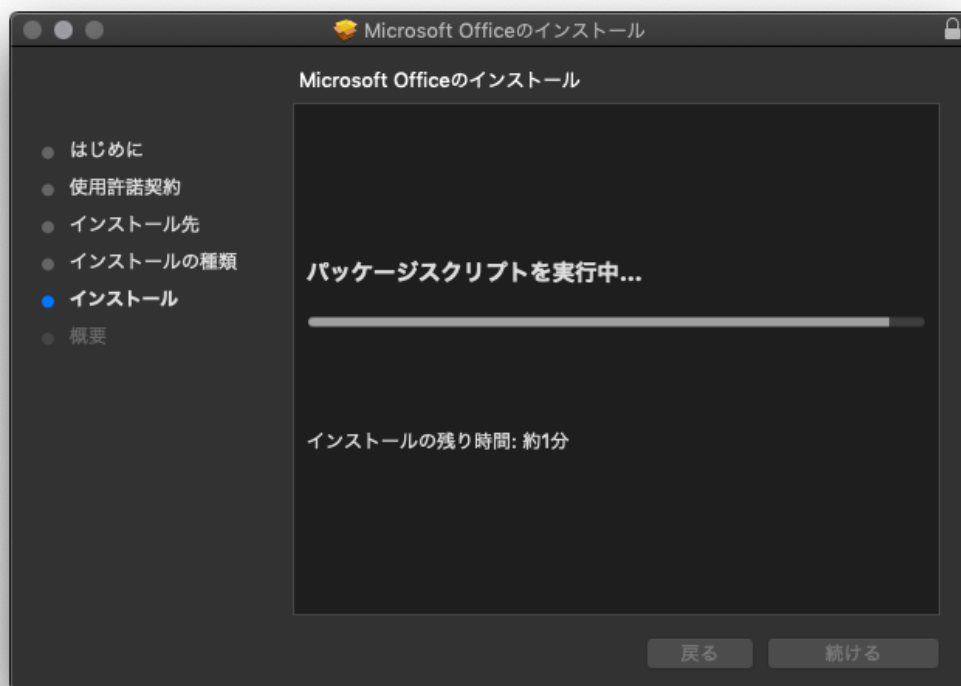 Microsoft Officeのインストール
Microsoft Officeのインストール
はじめに
使用許諾契約
インストール先
インストールの種類
インストール
概要
パッケージスクリプトを実行中...
インストールの残り時間: 約1分
戻る
続ける